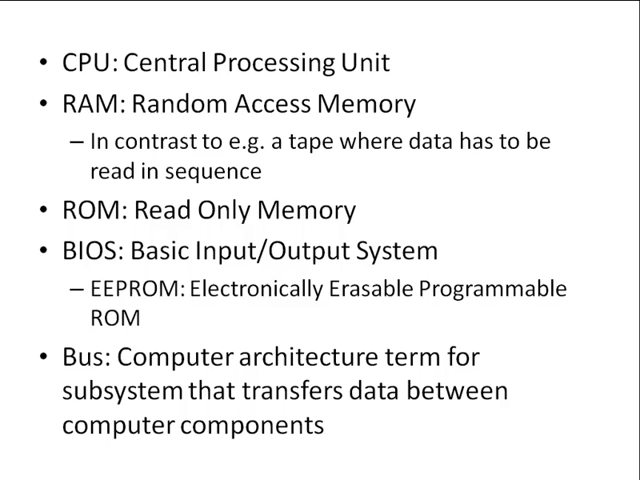 • CPU: Central Processing Unit
• RAM: Random Access Memory
– In contrast to e.g. a tape where data has to be
read in sequence
• ROM: Read Only Memory
• BIOS: Basic Input/Output System
– EEPROM: Electronically Erasable Programmable
ROM
• Bus: Computer architecture term for
subsystem that transfers data between
computer components